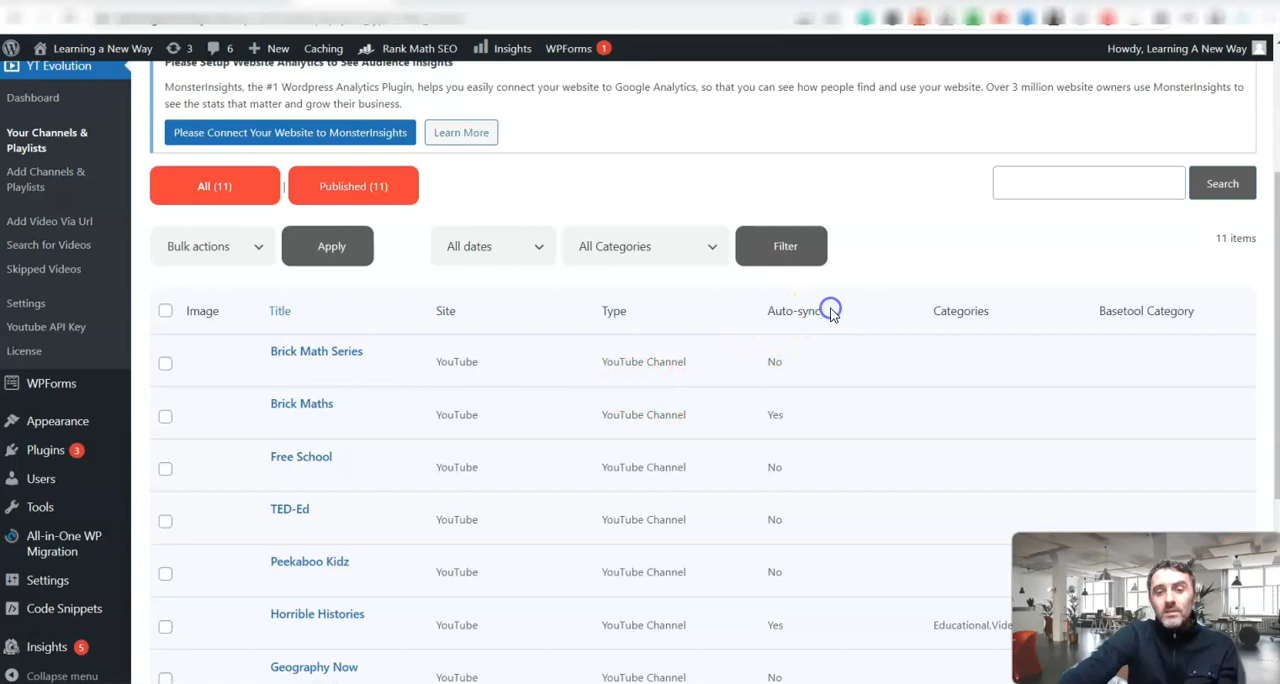 Learning a New Way 3 6 New Caching Rank Math SEO Insights WPForms 1 Howdy, Learning A New Way
YT Evolution
Dashboard
Your Channels &
Playlists
Add Channels &
Playlists
Add Video Via Url
Search for Videos
Skipped Videos
Settings
Youtube API Key
License
WPForms
Appearance
Plugins 3
Users
Tools
All-in-One WP
Migration
Settings
Code Snippets
Insights 5
Collapse menu
Please Setup Website Analytics to See Audience Insights
MonsterInsights, the #1 Wordpress Analytics Plugin, helps you easily connect your website to Google Analytics, so that you can see how people find and use your website. Over 3 million website owners use MonsterInsights to
see the stats that matter and grow their business.
Please Connect Your Website to MonsterInsights Learn More
All (11) | Published (11) Search
Bulk actions Apply All dates All Categories Filter 11 items
Image Title Site Type Auto-sync Categories Basetool Category
Brick Math Series YouTube YouTube Channel No
Brick Maths YouTube YouTube Channel Yes
Free School YouTube YouTube Channel No
TED-Ed YouTube YouTube Channel No
Peekaboo Kidz YouTube YouTube Channel No
Horrible Histories YouTube YouTube Channel Yes Educational,Vide
Geography Now YouTube YouTube Channel No